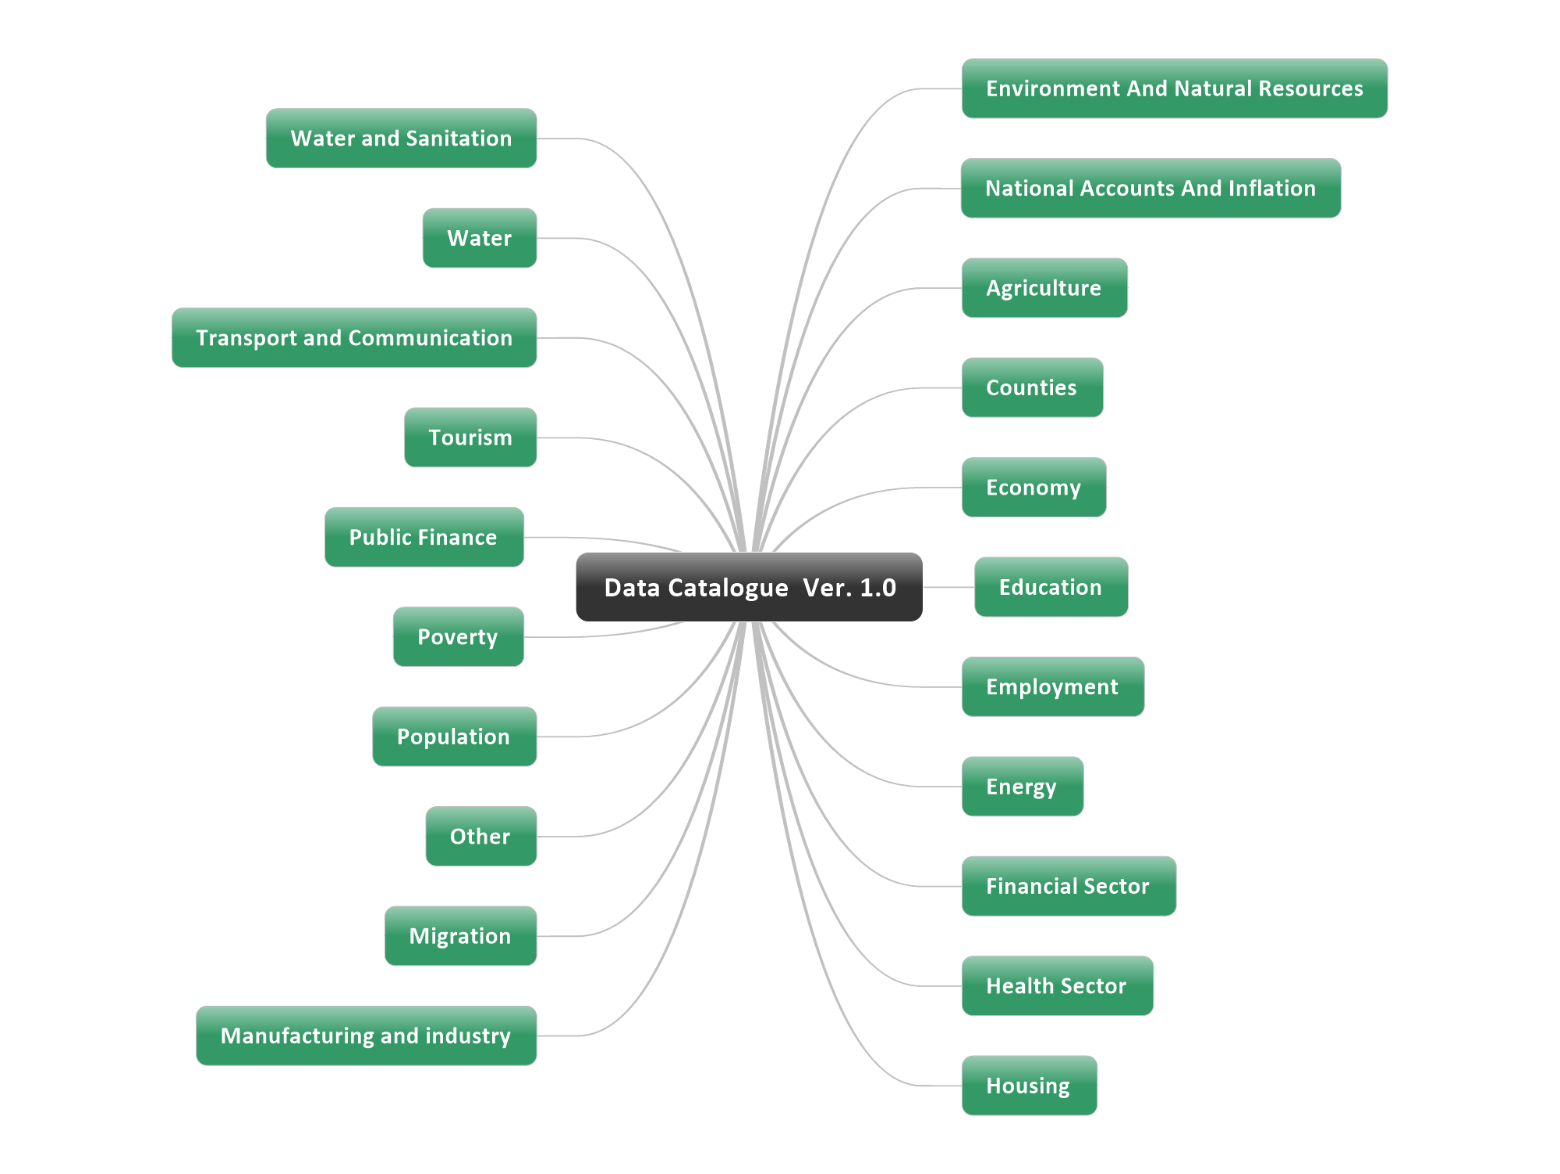 Environment And Natural Resources
Water and Sanitation
National Accounts And Inflation
Water
Agriculture
Transport and Communication
Counties
Tourism
Economy
Public Finance
Data Catalogue  Ver. 1.0
Education
Poverty
Employment
Population
Energy
Other
Financial Sector
Migration
Health Sector
Manufacturing and industry
Housing